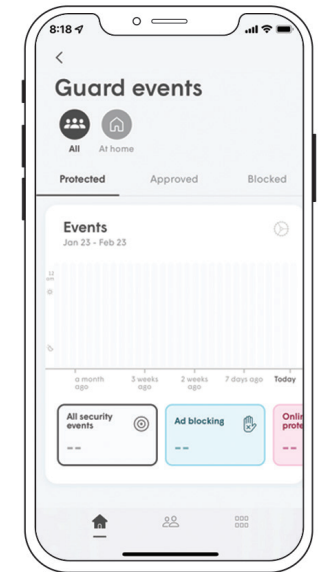 8:18
Guard events
All At home
Protected Approved Blocked
Events
Jan 23 - Feb 23
12
a month ago 3 weeks ago 2 weeks ago 7 days ago Today
All security events
--
Ad blocking
--
Onlin
prote
--